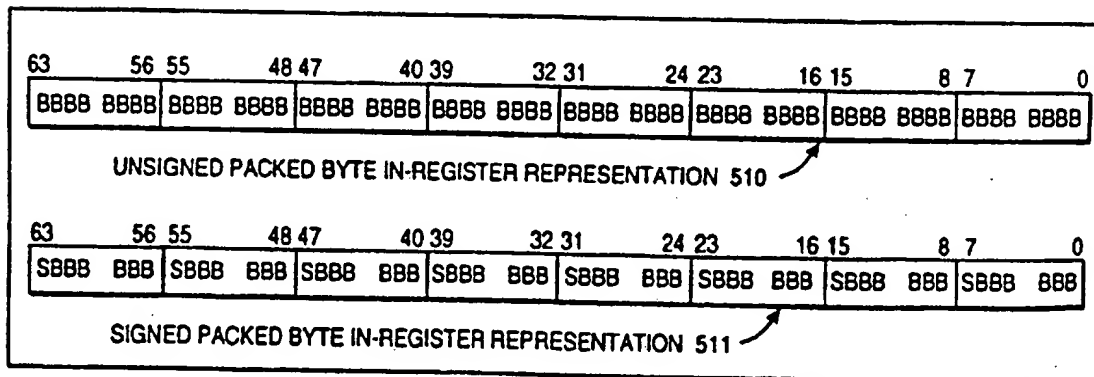 63 56 55 48 47 40 39 32 31 24 23 16 15 8 7 0
BBBB BBBB BBBB BBBB BBBB BBBB BBBB BBBB BBBB BBBB BBBB BBBB BBBB BBBB BBBB BBBB
UNSIGNED PACKED BYTE IN-REGISTER REPRESENTATION 510
63 56 55 48 47 40 39 32 31 24 23 16 15 8 7 0
SBBB BBB SBBB BBB SBBB BBB SBBB BBB SBBB BBB SBBB BBB SBBB BBB SBBB BBB
SIGNED PACKED BYTE IN-REGISTER REPRESENTATION 511